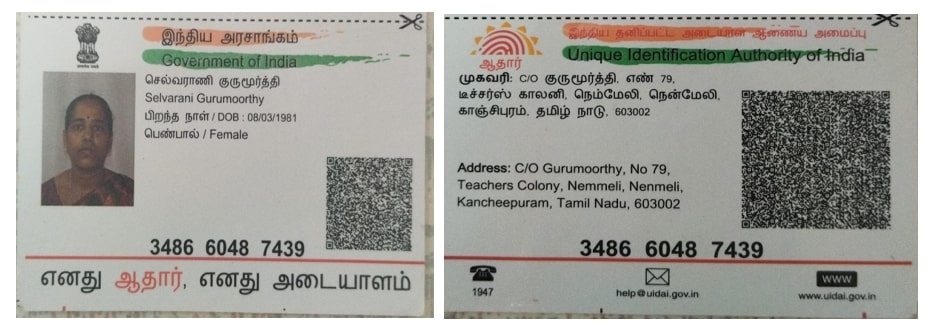 இந்திய அரசாங்கம்
Government of India
செல்வராணி குருமூர்த்தி
Selvarani Gurumoorthy
பிறந்த நாள் / DOB : 08/03/1981
பெண்பால் / Female
3486 6048 7439
எனது ஆதார், எனது அடையாளம்
இந்திய தனிப்பட்ட அடையாள ஆணைய அமைப்பு
Unique Identification Authority of India
ஆதார்
முகவரி: C/O குருமூர்த்தி, எண் 79,
டீச்சர்ஸ் காலனி, நெம்மேலி, நென்மேலி,
காஞ்சிபுரம், தமிழ் நாடு, 603002
Address: C/O Gurumoorthy, No 79,
Teachers Colony, Nemmeli, Nenmeli,
Kancheepuram, Tamil Nadu, 603002
3486 6048 7439
1947
help@uidai.gov.in
WWW
www.uidai.gov.in